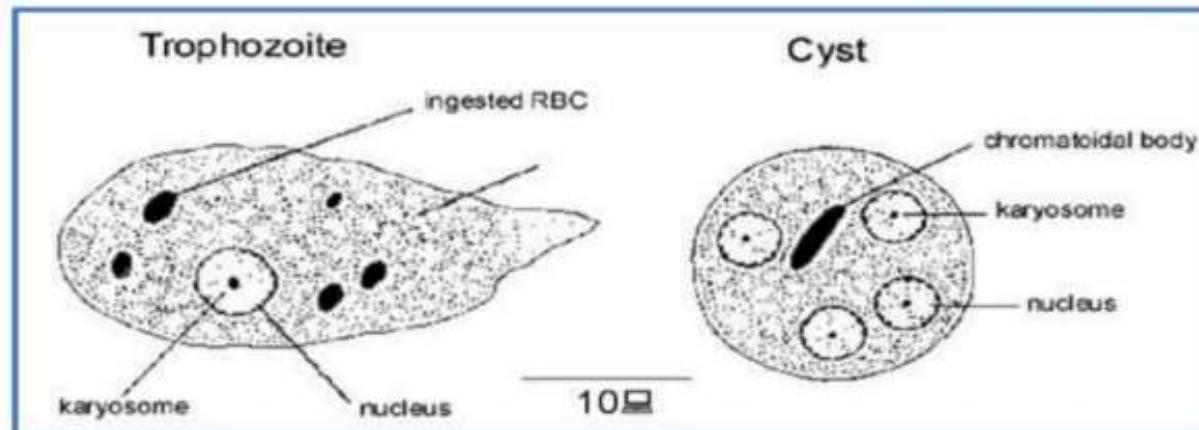 Trophozoite
Cyst
ingested RBC
chromatoidal body
karyosome
nucleus
karyosome
nucleus
10